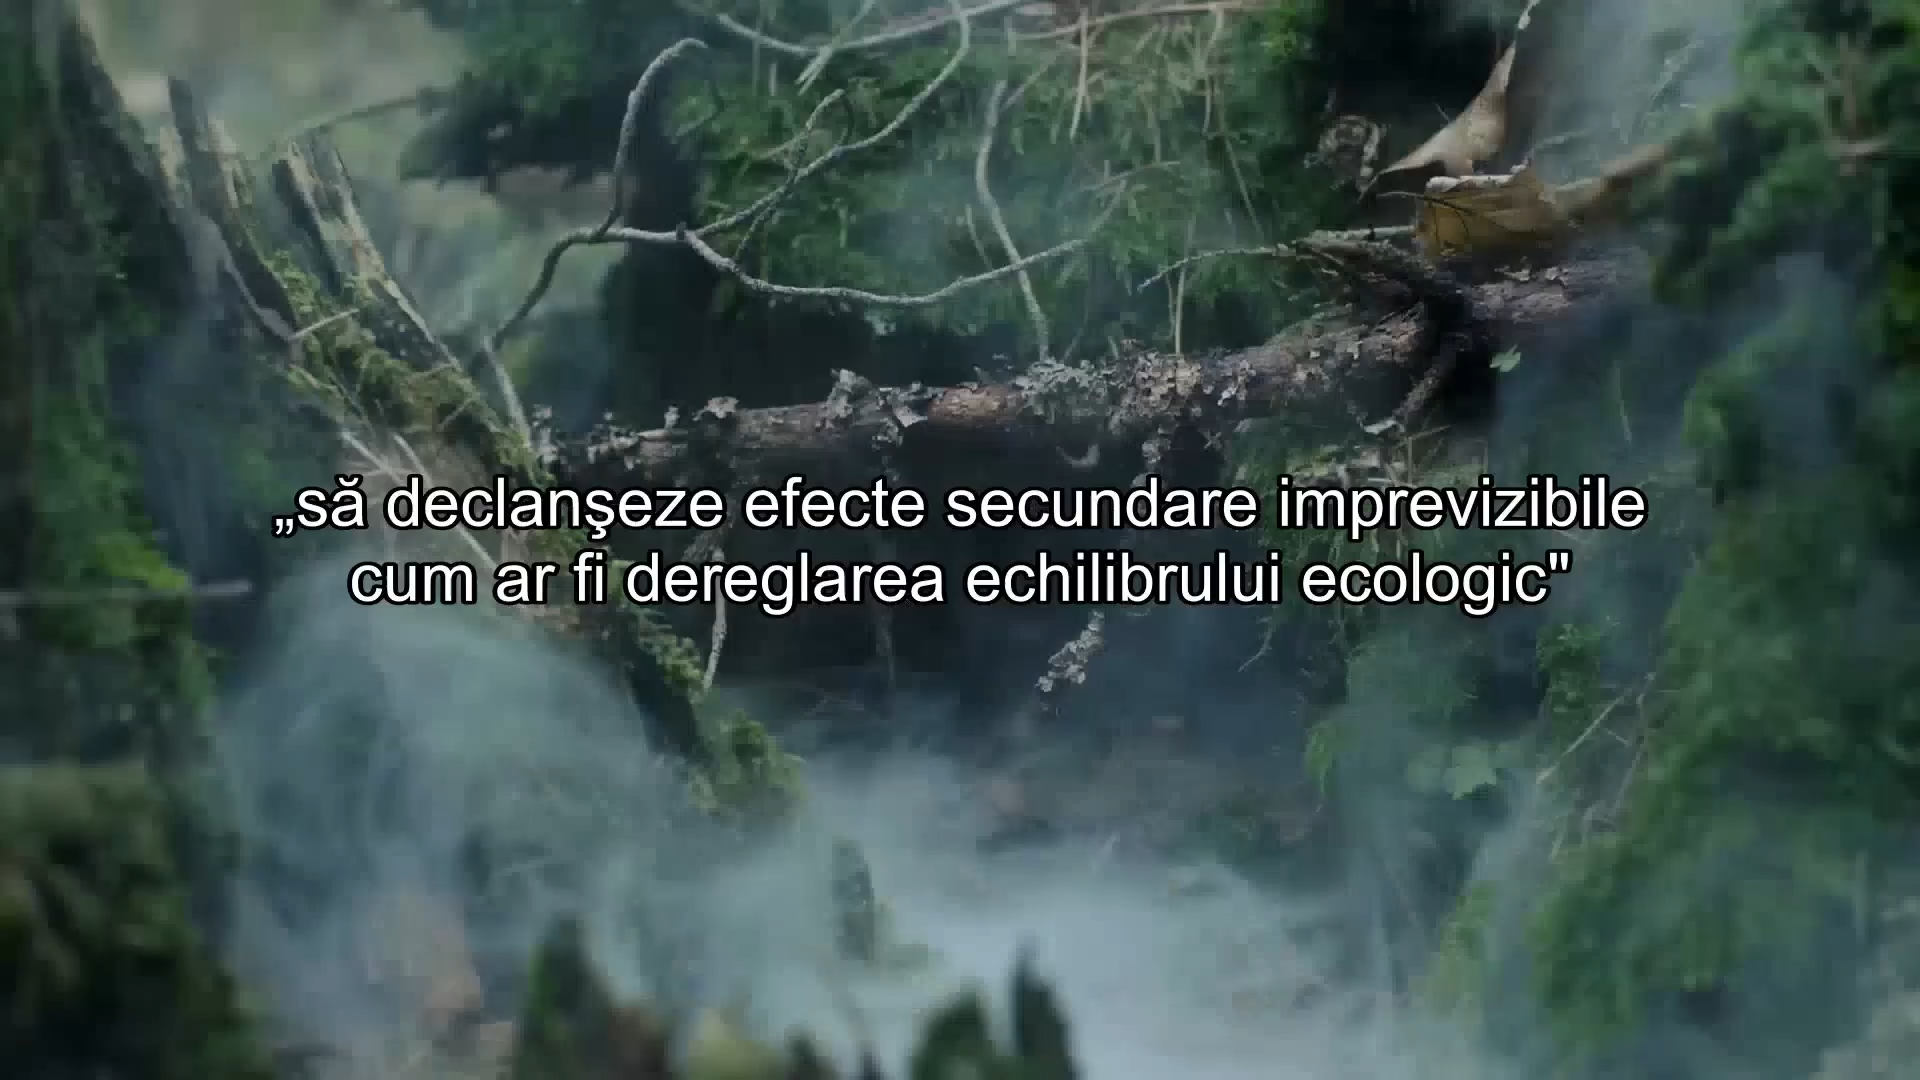 „să declanşeze efecte secundare imprevizibile
cum ar fi dereglarea echilibrului ecologic"